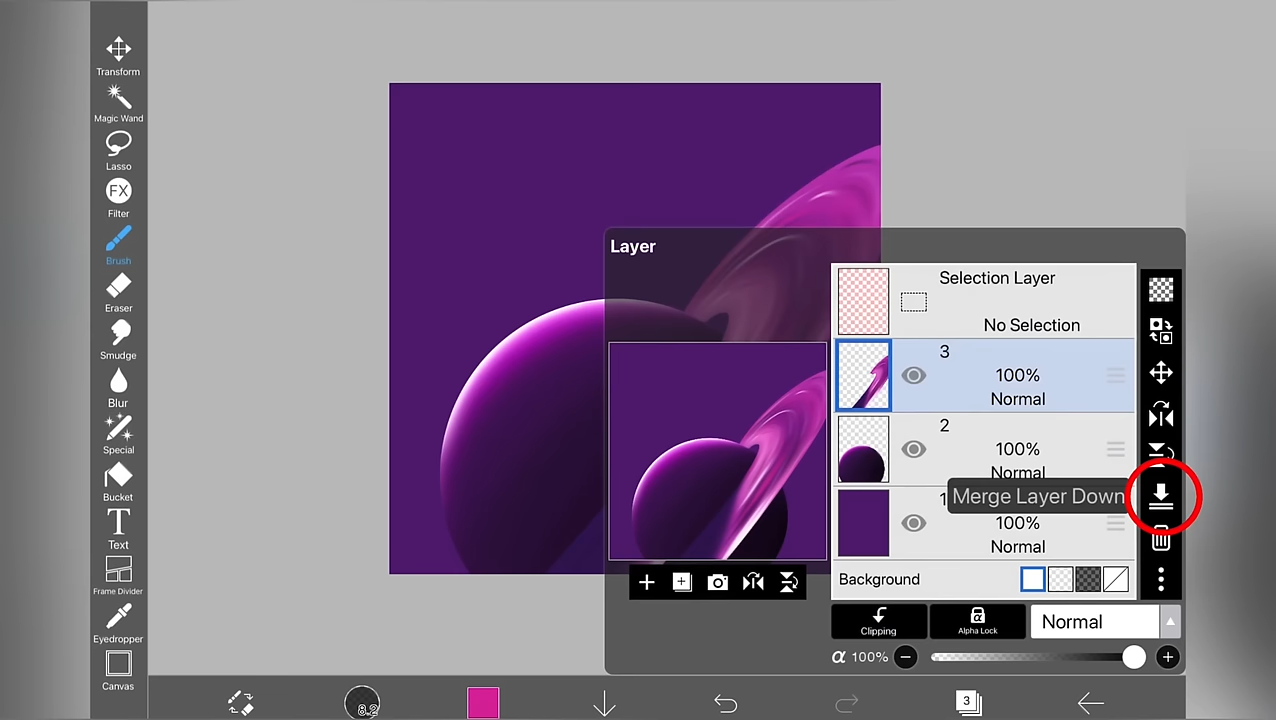 Transform
Magic Wand
Lasso
FX
Filter
Brush
Eraser
Smudge
Blur
Special
Bucket
T
Text
Frame Divider
Eyedropper
Canvas
Layer
Selection Layer
No Selection
3
100%
Normal
2
100%
Normal
Merge Layer Down
1
100%
Normal
Background
Clipping
α
Alpha Lock
Normal
α 100%
8.2
3